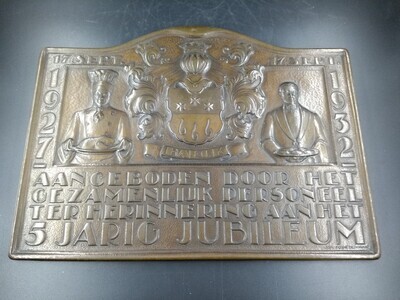 17 SEPT. 17 SEPT.
1927 1932
AANGEBODEN DOOR HET
GEZAMENLIJK PERSONEEL
TER HERINNERING AAN HET
5 JARIG JUBILEUM